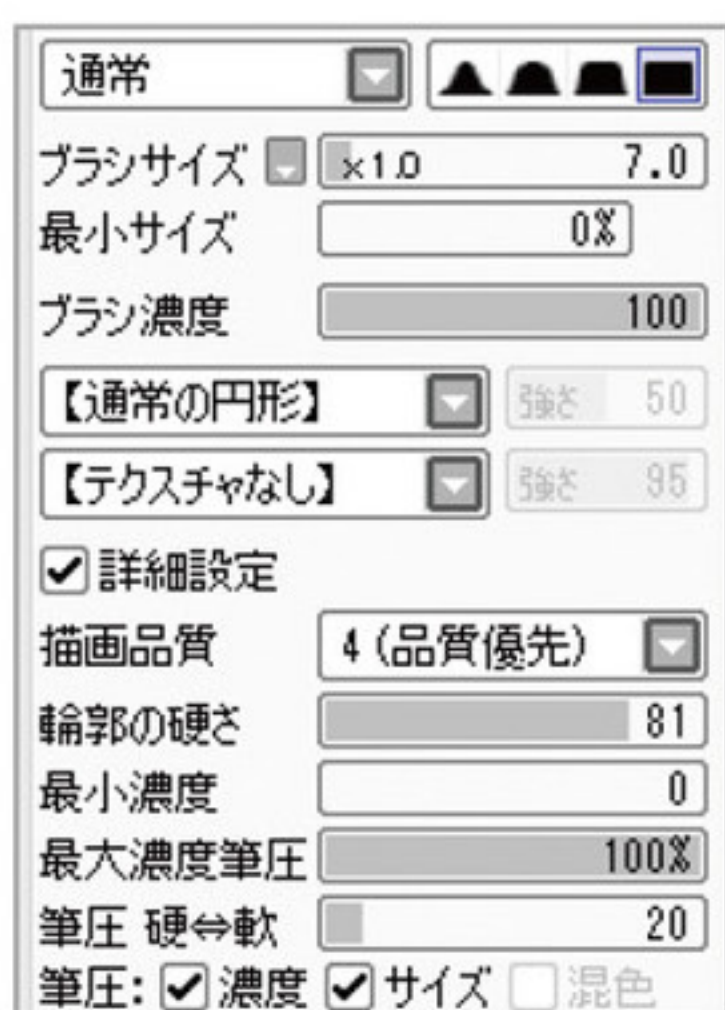 通常
ブラシサイズ ×1.0 7.0
最小サイズ 0%
ブラシ濃度 100
【通常の円形】 強さ 50
【テクスチャなし】 強さ 95
詳細設定
描画品質 4 (品質優先)
輪郭の硬さ 81
最小濃度 0
最大濃度筆圧 100%
筆圧 硬⇔軟 20
筆圧: 濃度 サイズ 混色